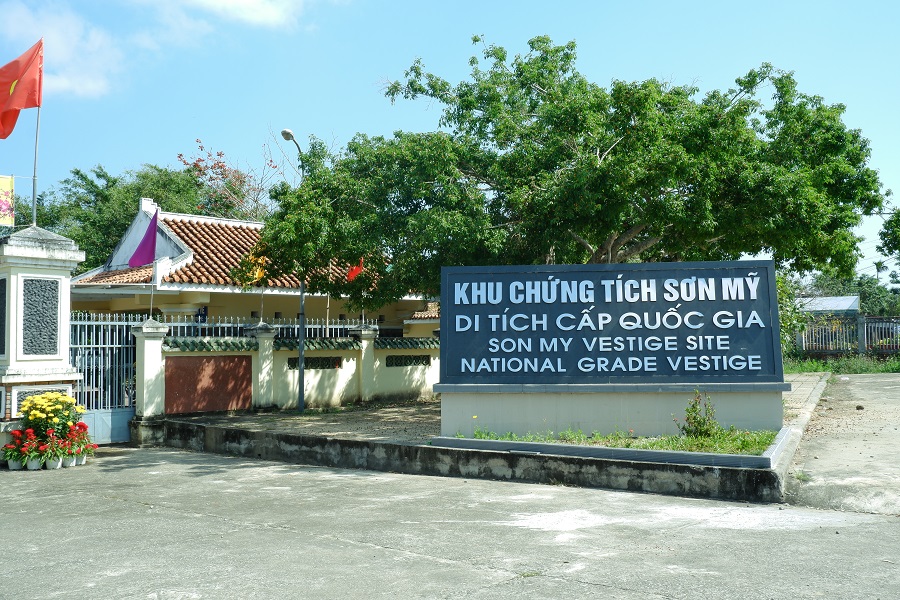 KHU CHỨNG TÍCH SƠN MỸ
DI TÍCH CẤP QUỐC GIA
SON MY VESTIGE SITE
NATIONAL GRADE VESTIGE